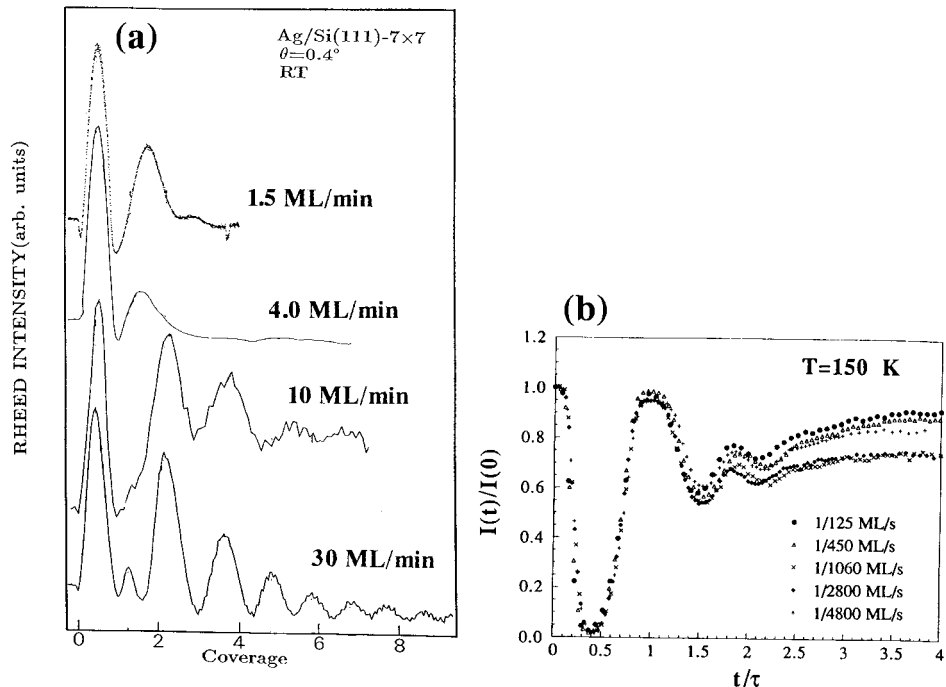 (a)
Ag/Si(111)-7×7
θ=0.4°
RT
RHEED INTENSITY(arb. units)
1.5 ML/min
4.0 ML/min
10 ML/min
30 ML/min
0 2 4 6 8
Coverage
(b)
T=150 K
I(t)/I(0)
1.2
1.0
0.8
0.6
0.4
0.2
0.0
1/125 ML/s
1/450 ML/s
1/1060 ML/s
1/2800 ML/s
1/4800 ML/s
0 0.5 1 1.5 2 2.5 3 3.5 4
t/τ